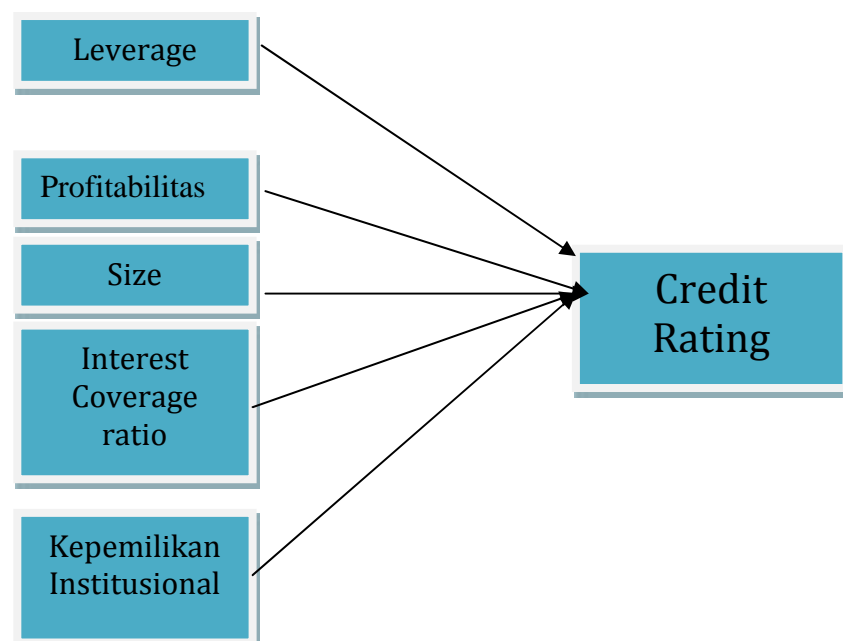 Leverage
Profitabilitas
Size
Interest
Coverage
ratio
Kepemilikan
Institusional
Credit
Rating